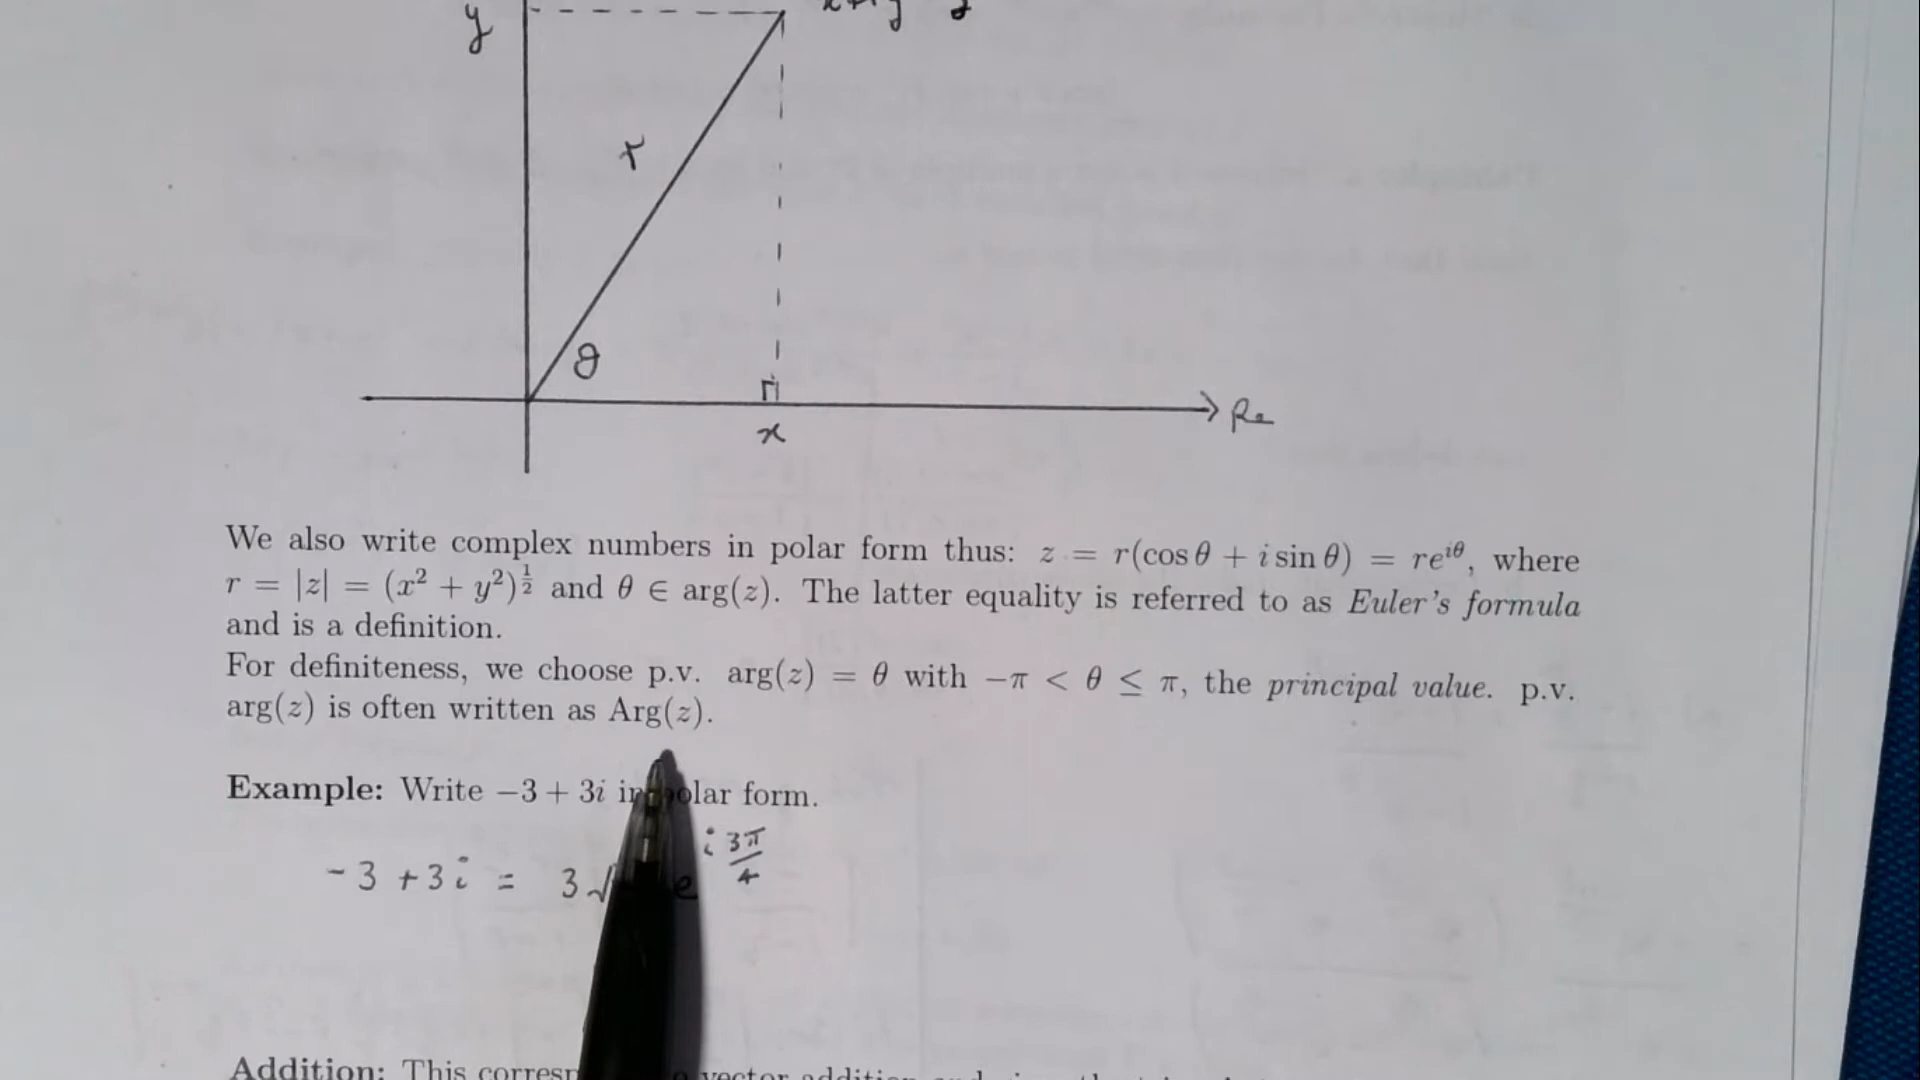 y
r
θ
Re
x
We also write complex numbers in polar form thus: z = r(cos θ + i sin θ) = re^{iθ}, where
r = |z| = (x² + y²)^{1/2} and θ ∈ arg(z). The latter equality is referred to as Euler's formula
and is a definition.
For definiteness, we choose p.v. arg(z) = θ with −π < θ ≤ π, the principal value. p.v.
arg(z) is often written as Arg(z).
Example: Write −3 + 3i in polar form.
-3 + 3i = 3√ e^{i 3π/4}
Addition: This vector